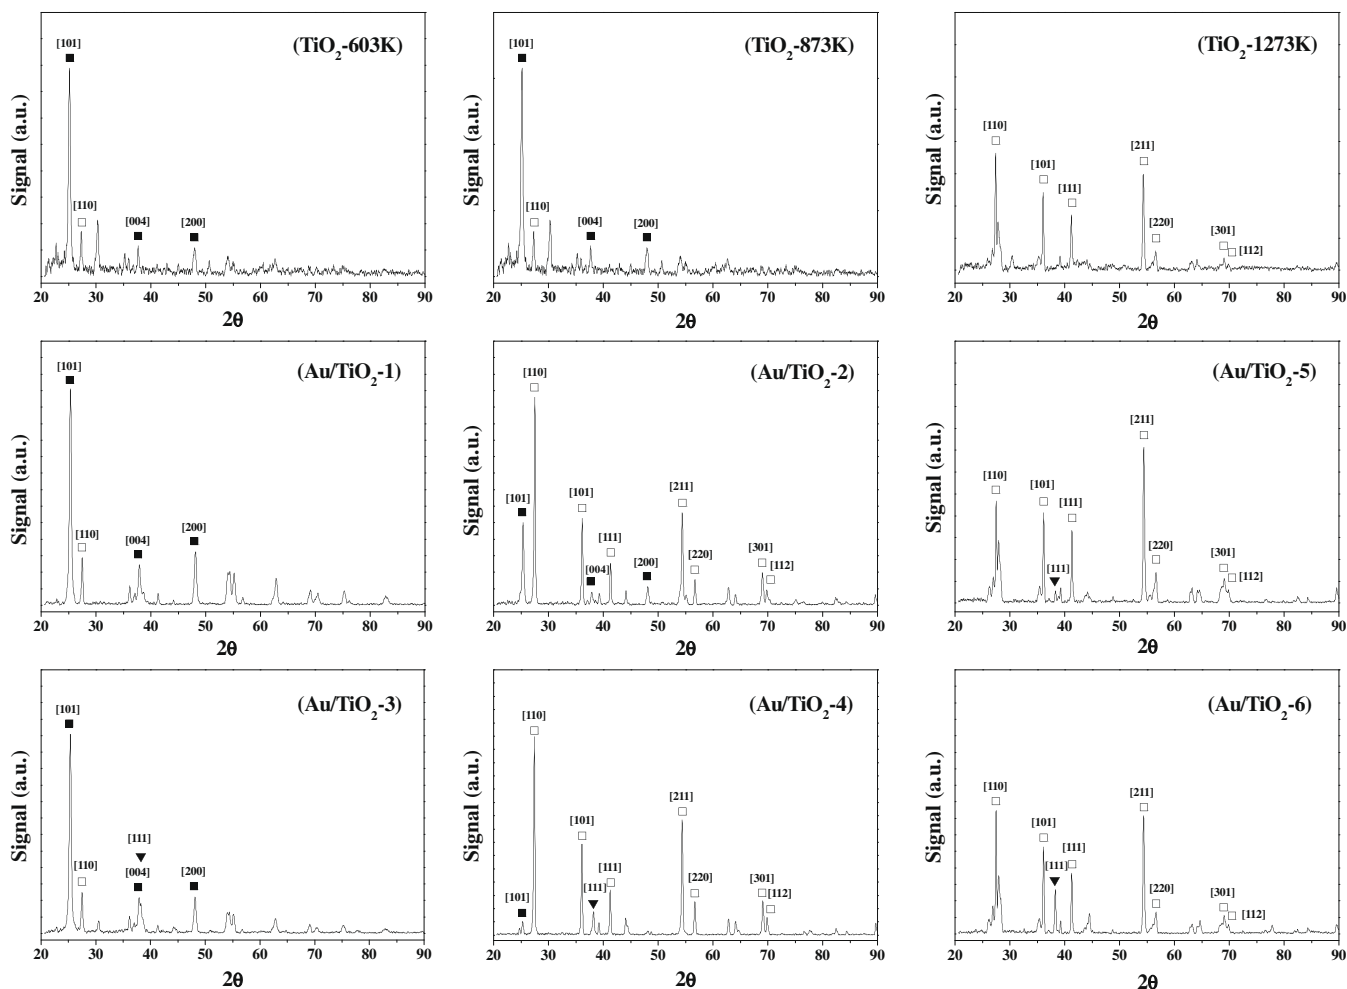 (TiO2-603K)
[101]
[110]
[004]
[200]
Signal (a.u.)
20 30 40 50 60 70 80 90
2θ
(TiO2-873K)
[101]
[110]
[004]
[200]
Signal (a.u.)
20 30 40 50 60 70 80 90
2θ
(TiO2-1273K)
[110]
[101]
[111]
[211]
[220]
[301]
[112]
Signal (a.u.)
20 30 40 50 60 70 80 90
2θ
(Au/TiO2-1)
[101]
[110]
[004]
[200]
Signal (a.u.)
20 30 40 50 60 70 80 90
2θ
(Au/TiO2-2)
[110]
[101]
[101]
[111]
[004]
[200]
[211]
[220]
[301]
[112]
Signal (a.u.)
20 30 40 50 60 70 80 90
2θ
(Au/TiO2-5)
[211]
[110]
[101]
[111]
[111]
[220]
[301]
[112]
Signal (a.u.)
20 30 40 50 60 70 80 90
2θ
(Au/TiO2-3)
[101]
[111]
[110]
[004]
[200]
Signal (a.u.)
20 30 40 50 60 70 80 90
2θ
(Au/TiO2-4)
[110]
[101]
[101]
[111]
[111]
[211]
[220]
[301]
[112]
Signal (a.u.)
20 30 40 50 60 70 80 90
2θ
(Au/TiO2-6)
[110]
[101]
[111]
[111]
[211]
[220]
[301]
[112]
Signal (a.u.)
20 30 40 50 60 70 80 90
2θ